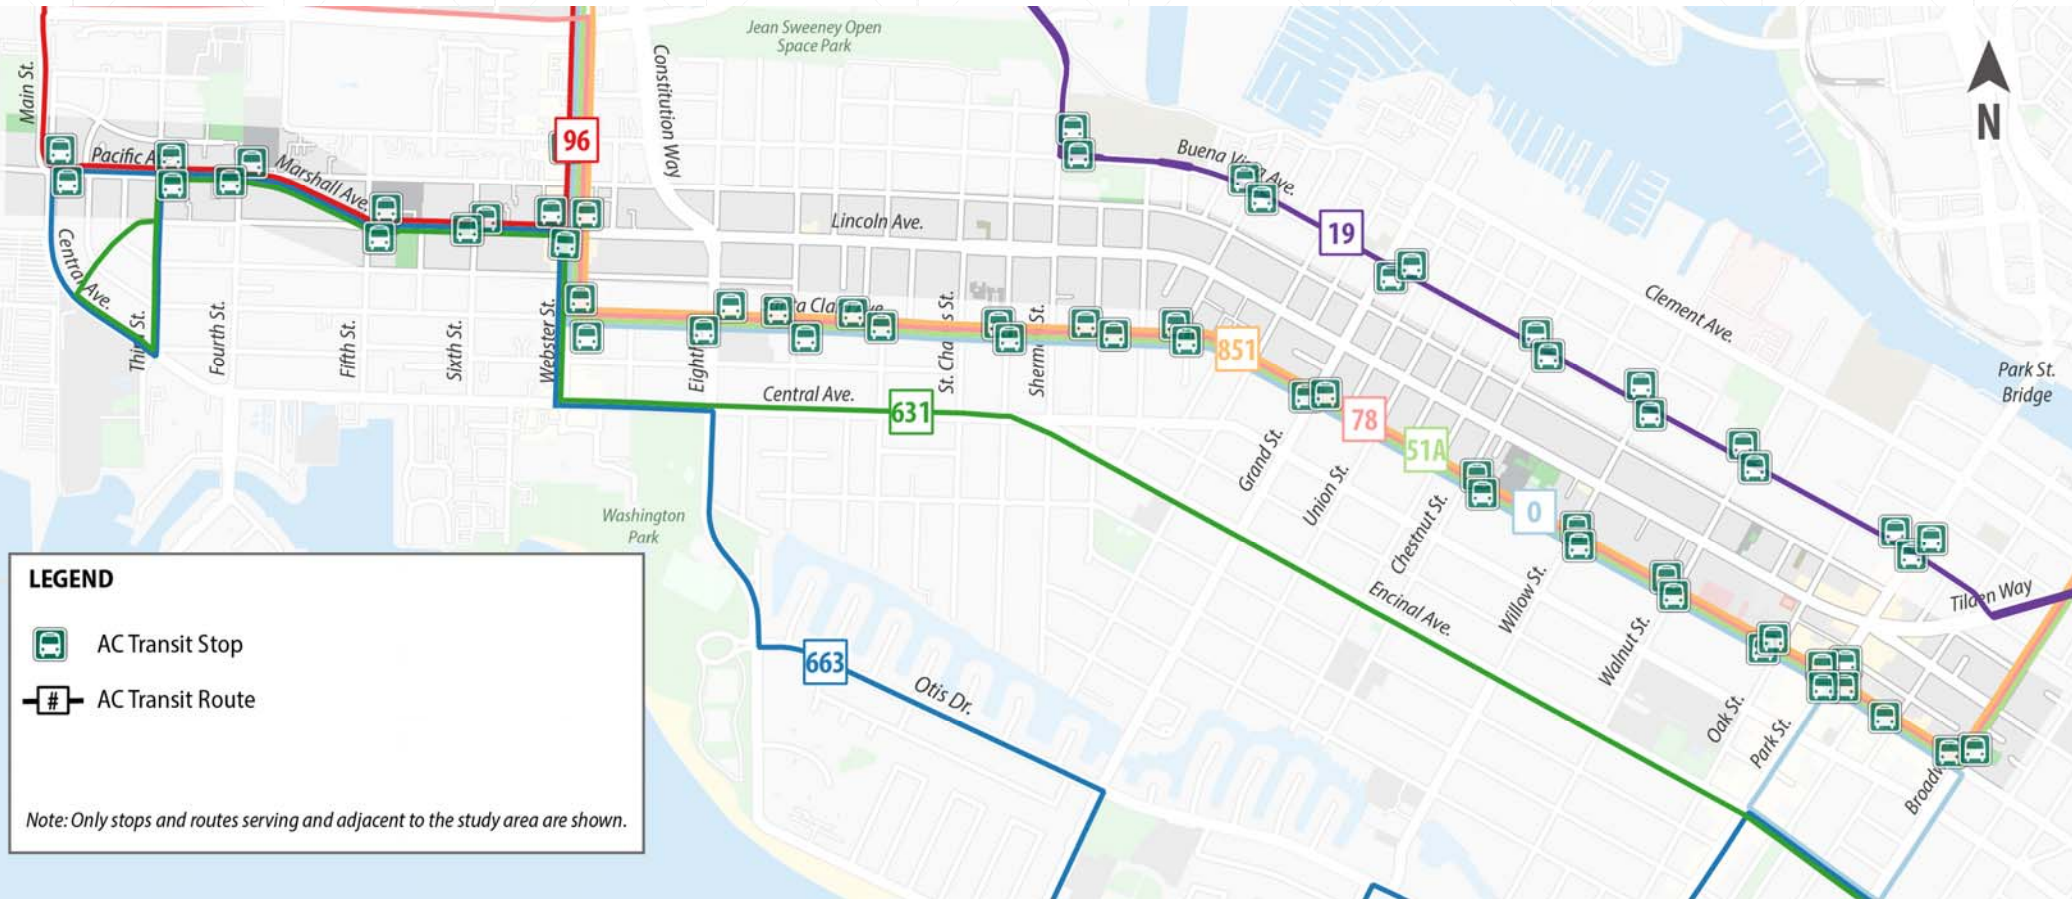 Jean Sweeney Open
Space Park
Main St.
Constitution Way
N
96
Pacific A
Marshall Ave.
Buena Vi
Ave.
Lincoln Ave.
19
Central Ave.
Clement Ave.
Third St.
Fourth St.
Fifth St.
Sixth St.
Webster St.
Eighth
St. Cha s St.
Sherm St.
851
Park St.
Bridge
Central Ave.
631
78
51A
Grand St.
Union St.
Chestnut St.
0
Washington
Park
Willow St.
Encinal Ave.
Tilden Way
Walnut St.
663
Otis Dr.
Oak St.
Park St.
Broadw
LEGEND
AC Transit Stop
# AC Transit Route
Note: Only stops and routes serving and adjacent to the study area are shown.